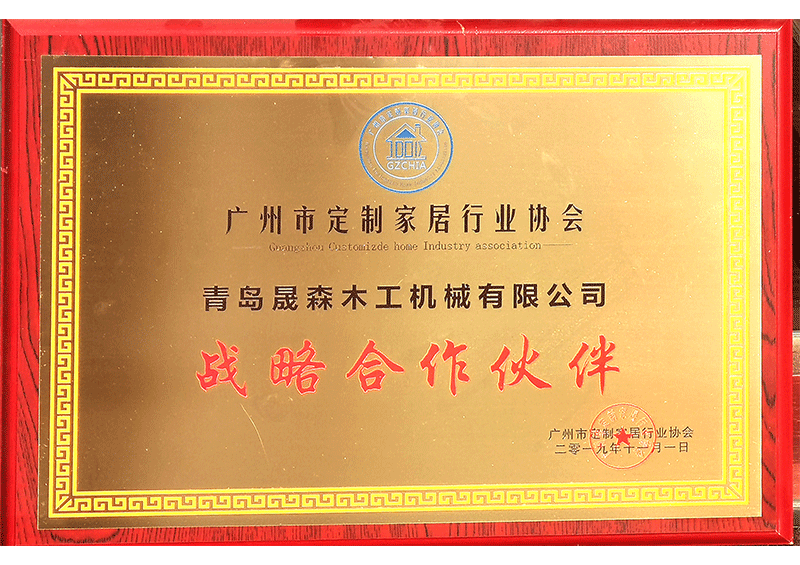 GZCHIA
广州市定制家居行业协会
Guangzhou Customizde home Industry association
青岛晟森木工机械有限公司
战略合作伙伴
广州市定制家居行业协会
二零一九年十一月一日